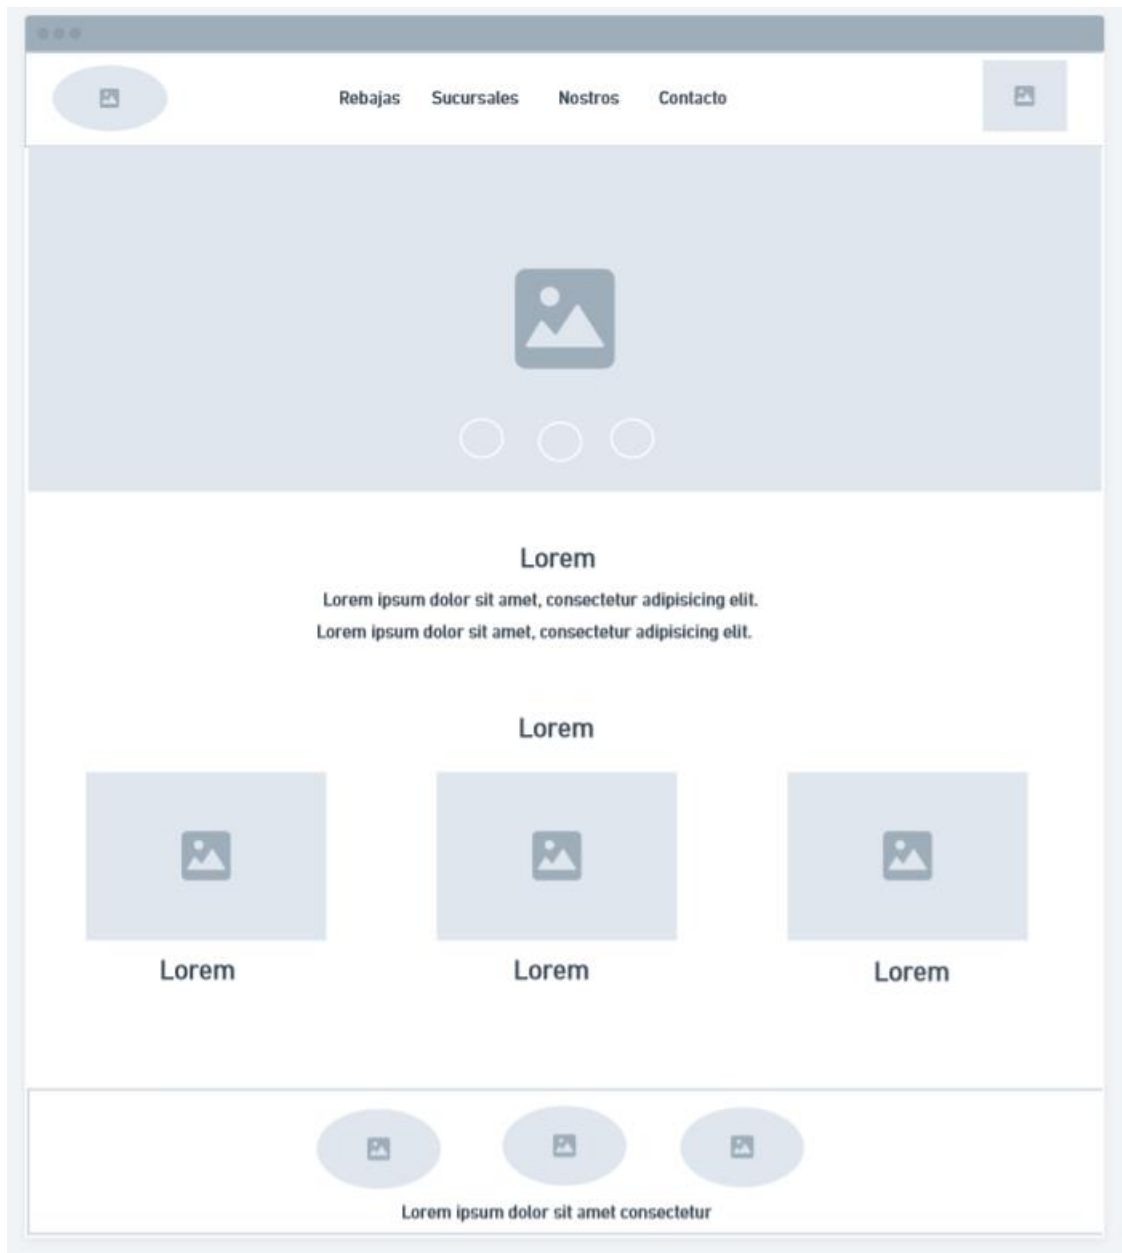 Rebajas Sucursales Nostros Contacto
Lorem
Lorem ipsum dolor sit amet, consectetur adipisicing elit.
Lorem ipsum dolor sit amet, consectetur adipisicing elit.
Lorem
Lorem Lorem Lorem
Lorem ipsum dolor sit amet consectetur